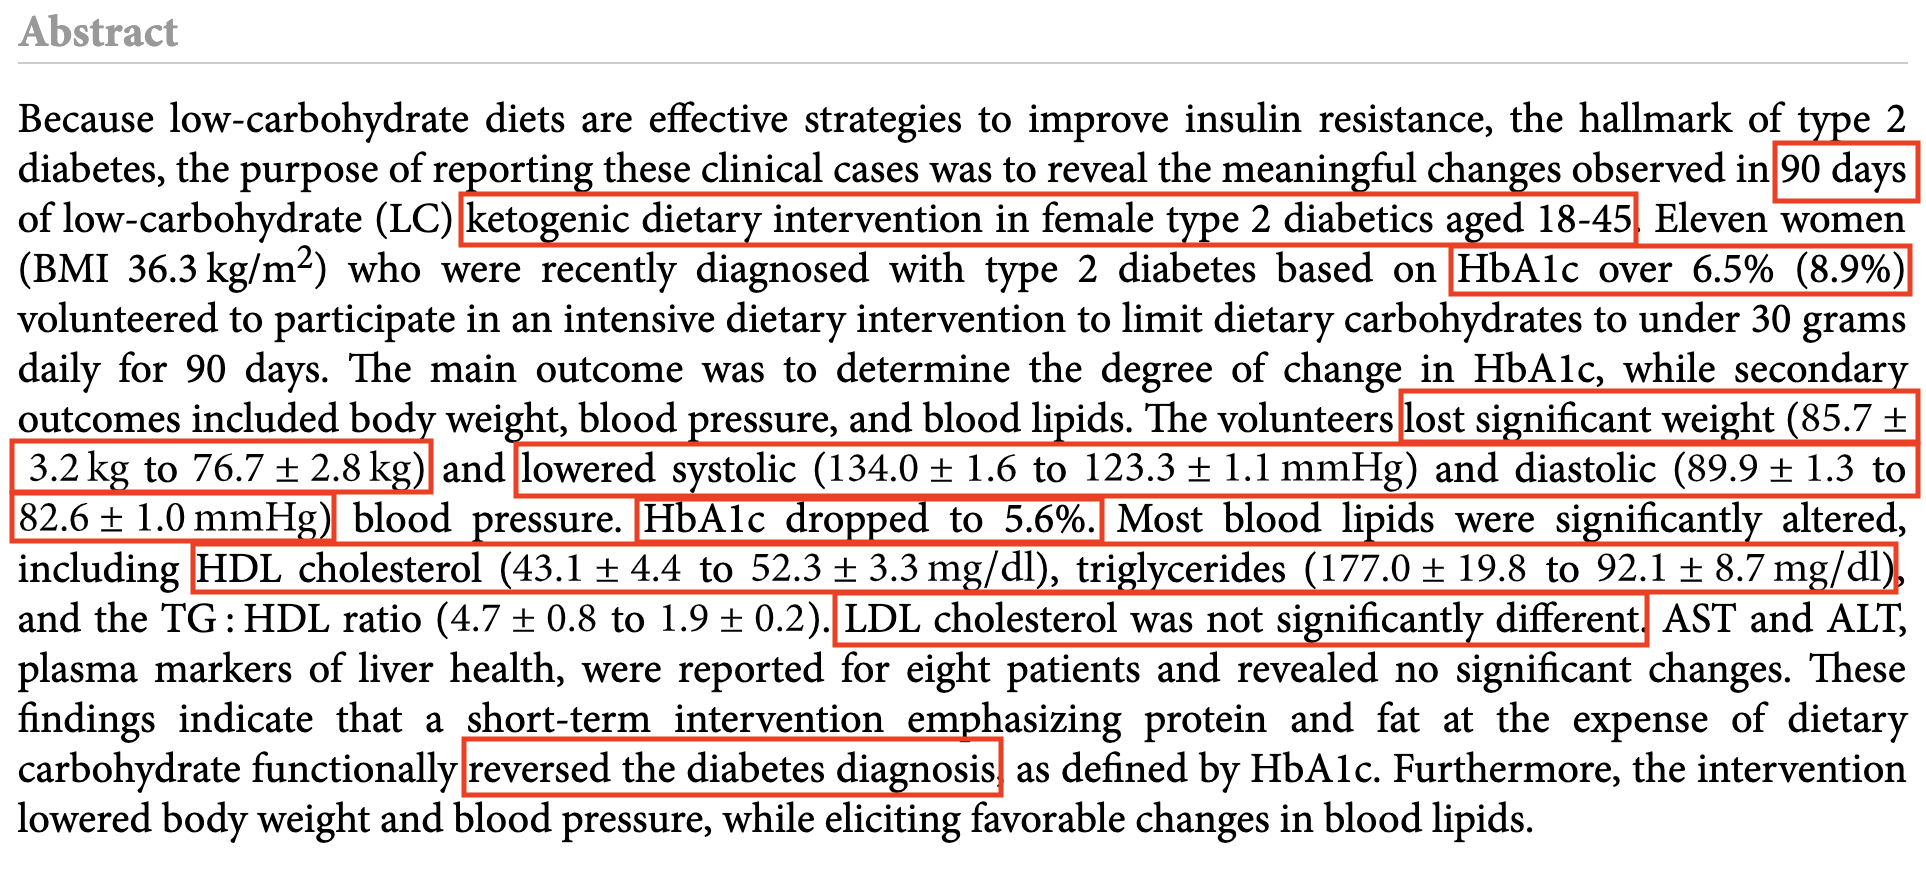 Abstract
Because low-carbohydrate diets are effective strategies to improve insulin resistance, the hallmark of type 2
diabetes, the purpose of reporting these clinical cases was to reveal the meaningful changes observed in 90 days
of low-carbohydrate (LC) ketogenic dietary intervention in female type 2 diabetics aged 18-45. Eleven women
(BMI 36.3 kg/m²) who were recently diagnosed with type 2 diabetes based on HbA1c over 6.5% (8.9%)
volunteered to participate in an intensive dietary intervention to limit dietary carbohydrates to under 30 grams
daily for 90 days. The main outcome was to determine the degree of change in HbA1c, while secondary
outcomes included body weight, blood pressure, and blood lipids. The volunteers lost significant weight (85.7 ±
3.2 kg to 76.7 ± 2.8 kg) and lowered systolic (134.0 ± 1.6 to 123.3 ± 1.1 mmHg) and diastolic (89.9 ± 1.3 to
82.6 ± 1.0 mmHg) blood pressure. HbA1c dropped to 5.6%. Most blood lipids were significantly altered,
including HDL cholesterol (43.1 ± 4.4 to 52.3 ± 3.3 mg/dl), triglycerides (177.0 ± 19.8 to 92.1 ± 8.7 mg/dl),
and the TG : HDL ratio (4.7 ± 0.8 to 1.9 ± 0.2). LDL cholesterol was not significantly different. AST and ALT,
plasma markers of liver health, were reported for eight patients and revealed no significant changes. These
findings indicate that a short-term intervention emphasizing protein and fat at the expense of dietary
carbohydrate functionally reversed the diabetes diagnosis, as defined by HbA1c. Furthermore, the intervention
lowered body weight and blood pressure, while eliciting favorable changes in blood lipids.